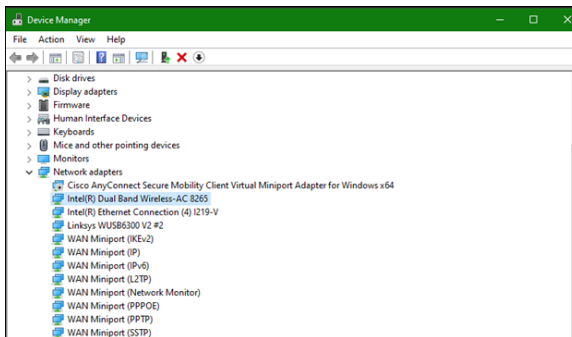 Device Manager
File Action View Help
Disk drives
Display adapters
Firmware
Human Interface Devices
Keyboards
Mice and other pointing devices
Monitors
Network adapters
Cisco AnyConnect Secure Mobility Client Virtual Miniport Adapter for Windows x64
Intel(R) Dual Band Wireless-AC 8265
Intel(R) Ethernet Connection (4) I219-V
Linksys WUSB6300 V2 #2
WAN Miniport (IKEv2)
WAN Miniport (IP)
WAN Miniport (IPv6)
WAN Miniport (L2TP)
WAN Miniport (Network Monitor)
WAN Miniport (PPPOE)
WAN Miniport (PPTP)
WAN Miniport (SSTP)